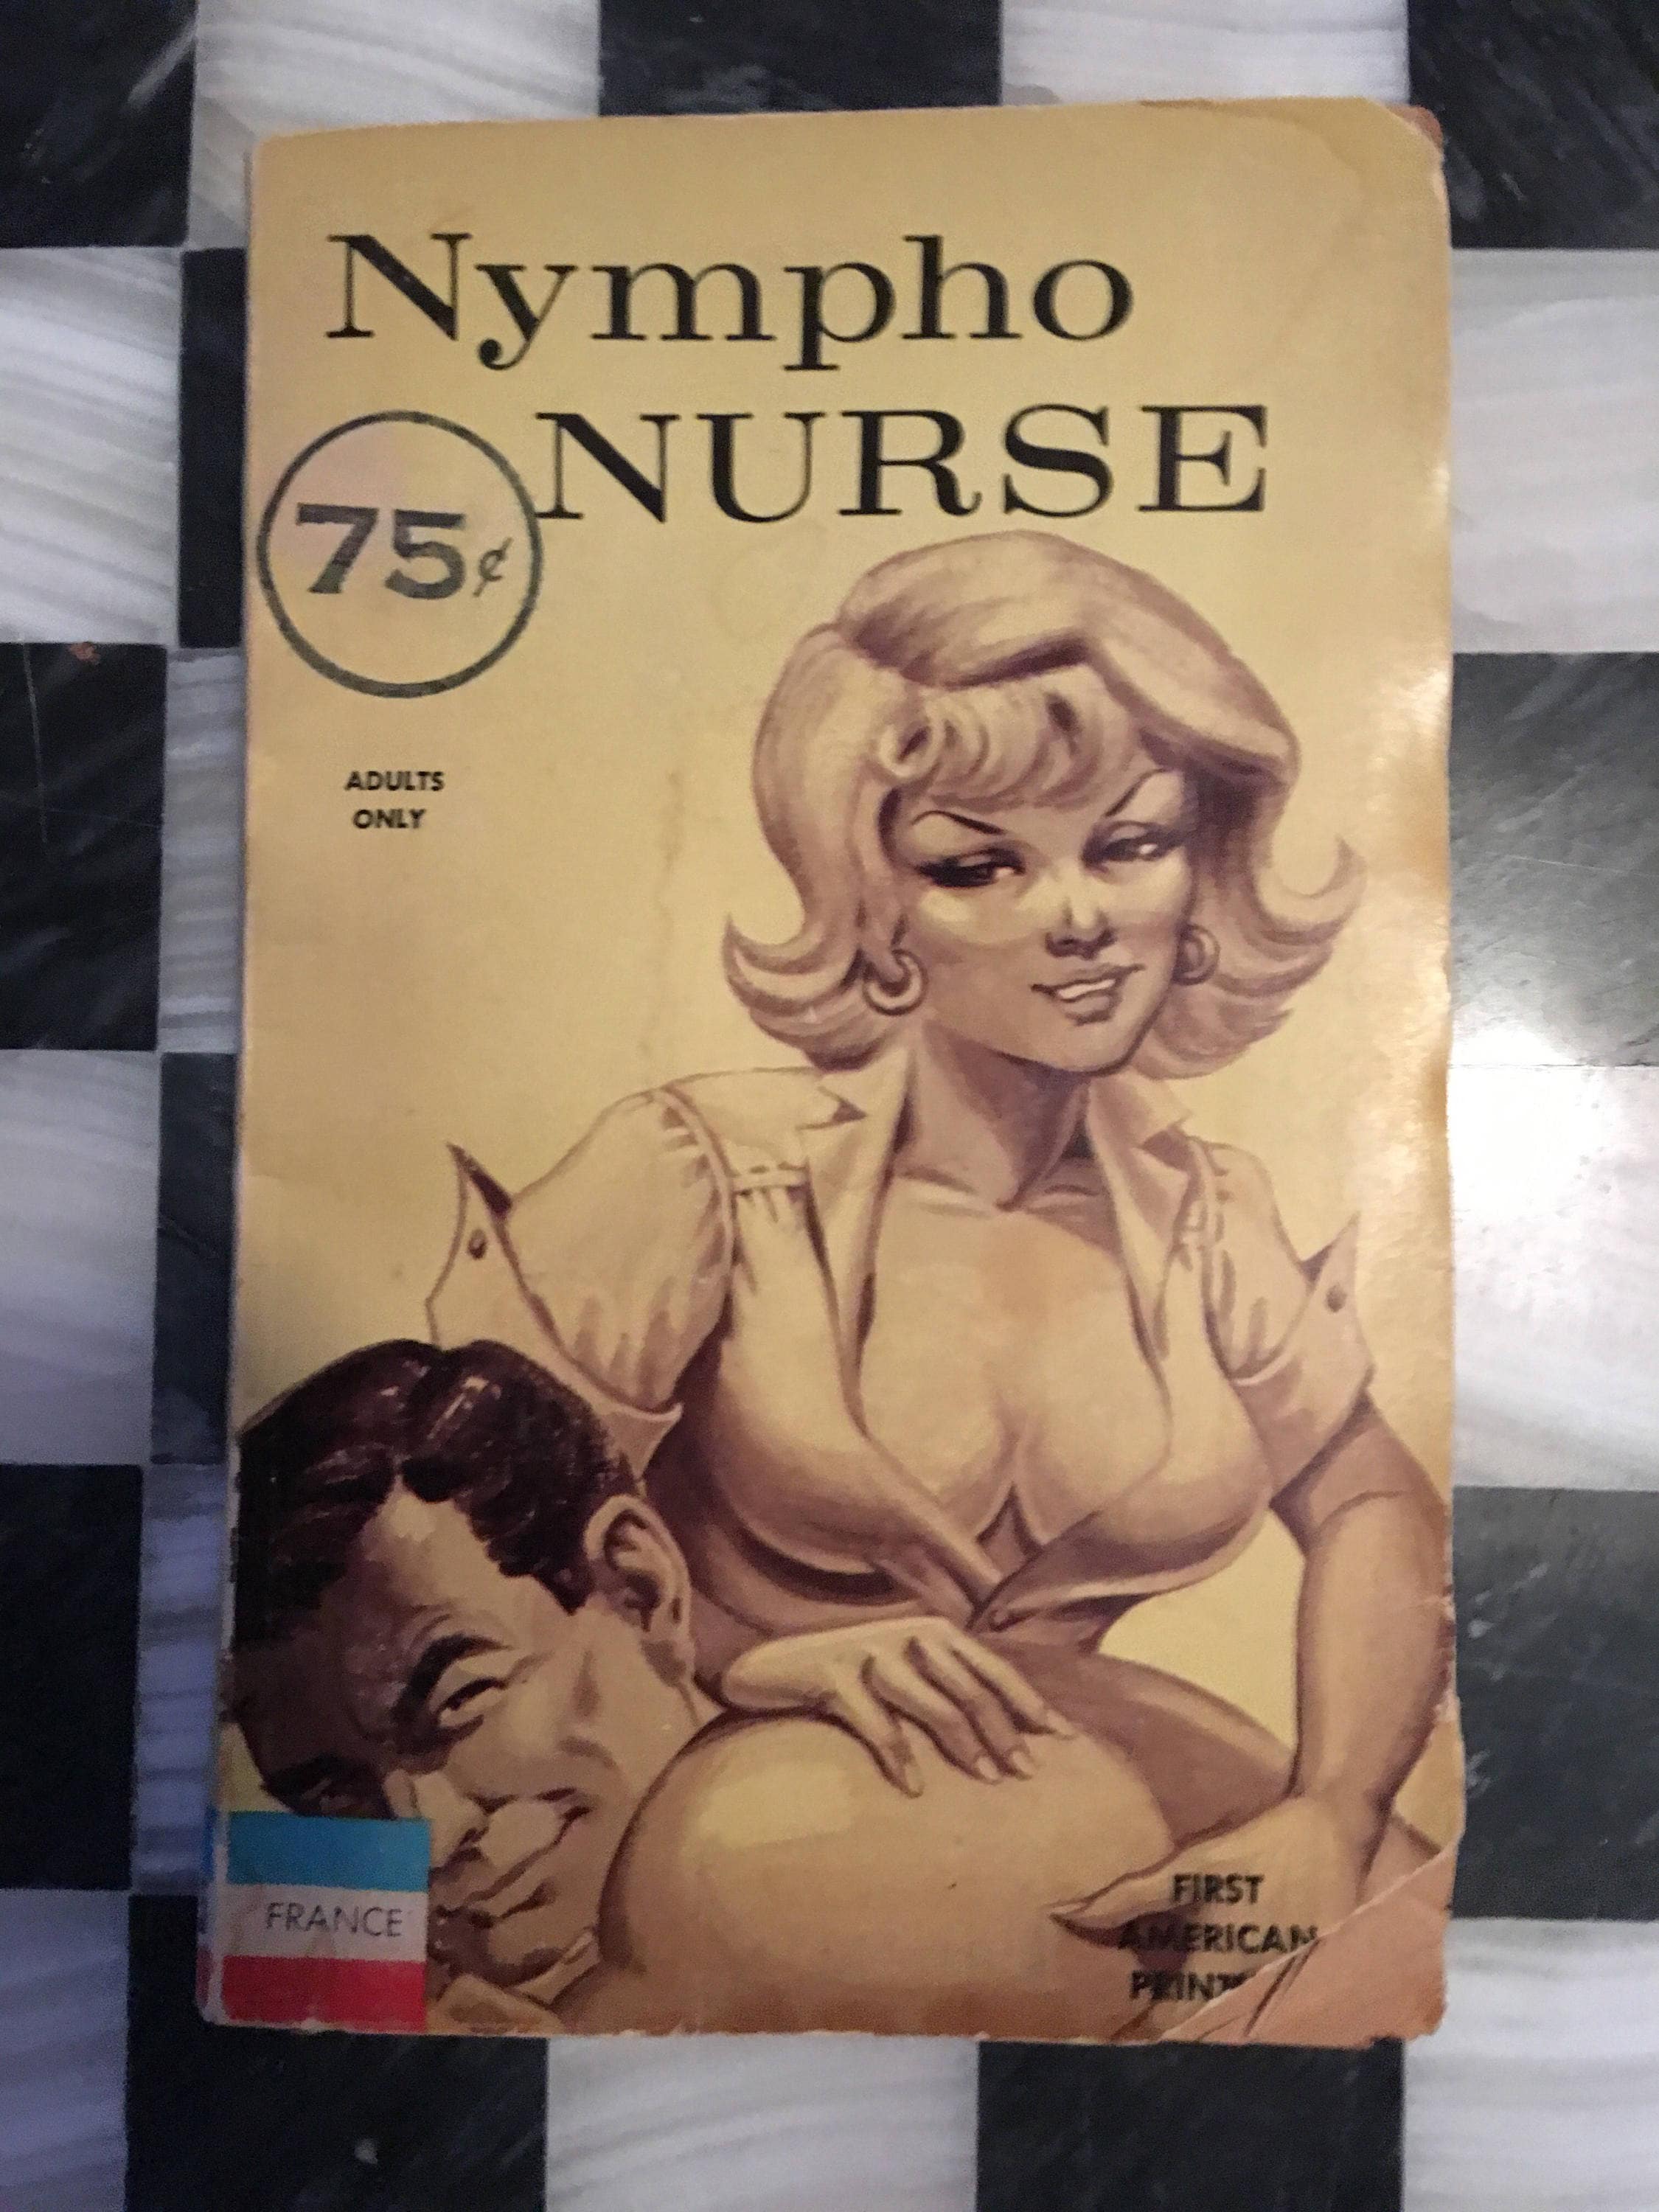 Nympho
NURSE
75¢
ADULTS
ONLY
FRANCE
FIRST
AMERICAN